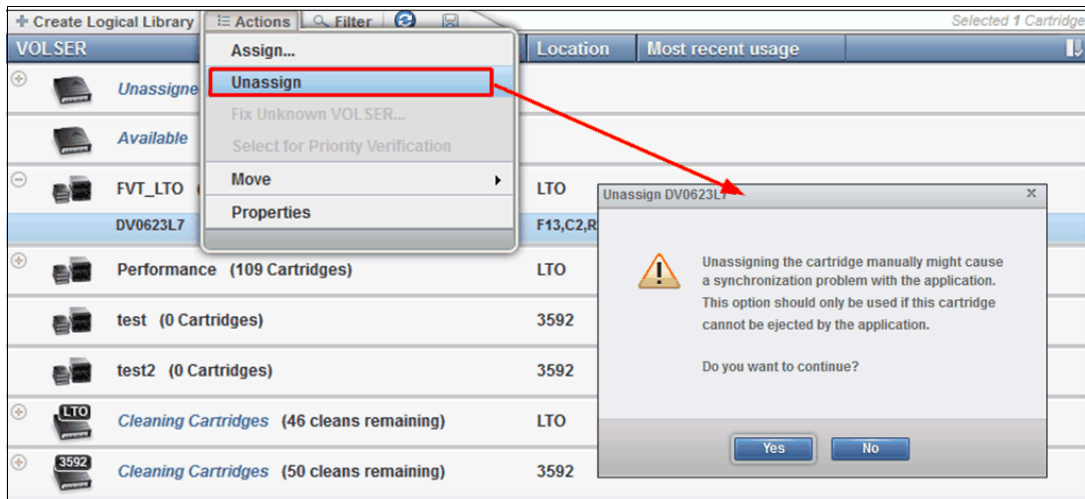 Create Logical Library Actions Filter
Selected 1 Cartridge
VOLSER Location Most recent usage
Assign...
Unassign
Unassigne
Fix Unknown VOLSER...
Available
Select for Priority Verification
Move
FVT_LTO LTO
Properties
DV0623L7 F13,C2,R
Performance (109 Cartridges) LTO
test (0 Cartridges) 3592
test2 (0 Cartridges) 3592
LTO Cleaning Cartridges (46 cleans remaining) LTO
3592 Cleaning Cartridges (50 cleans remaining) 3592
Unassign DV0623L7
Unassigning the cartridge manually might cause
a synchronization problem with the application.
This option should only be used if this cartridge
cannot be ejected by the application.
Do you want to continue?
Yes No